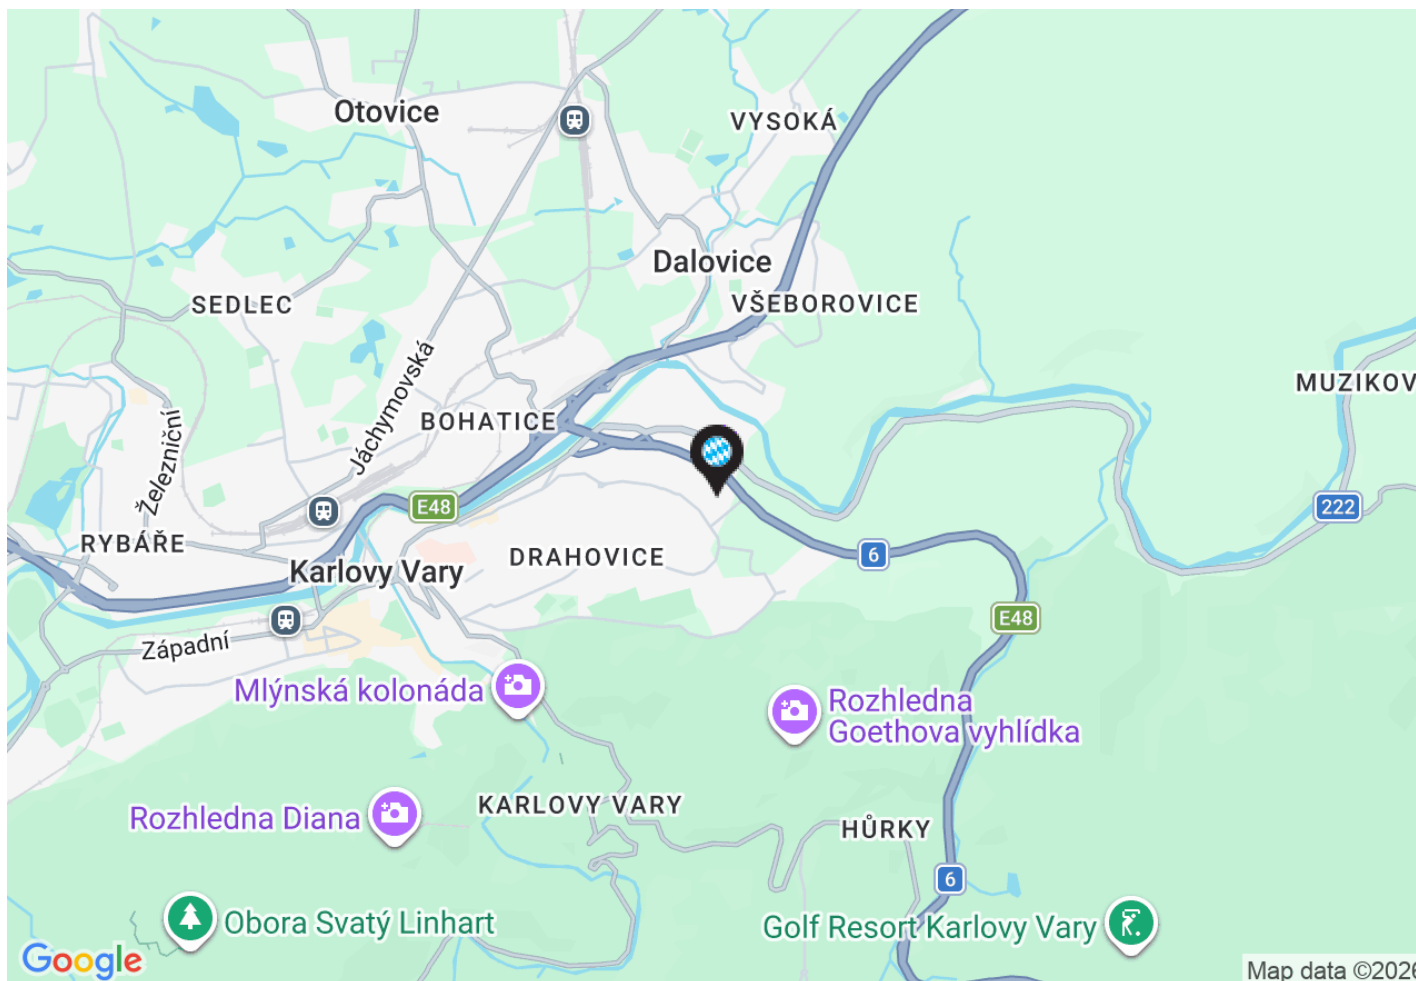 Otovice
VYSOKÁ
Dalovice
SEDLEC
VŠEBOROVICE
Jáchymovská
MUZIKOV
BOHATICE
Železniční
E48
222
RYBÁŘE
DRAHOVICE
6
Karlovy Vary
E48
Západní
Mlýnská kolonáda
Rozhledna
Goethova vyhlídka
KARLOVY VARY
Rozhledna Diana
HŮRKY
6
Obora Svatý Linhart
Golf Resort Karlovy Vary
Google
Map data ©2026